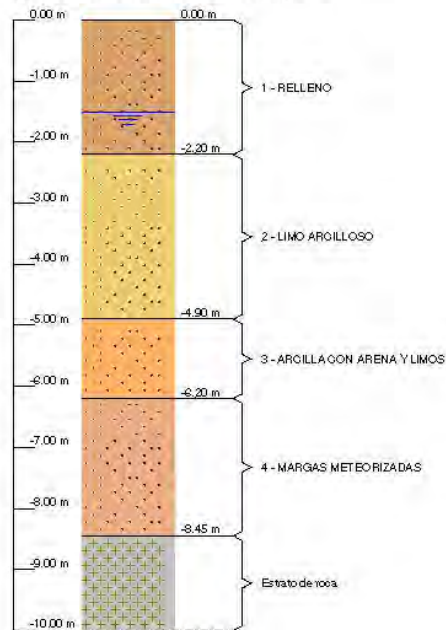 0.00 m
0.00 m
-1.00 m
1 - RELLENO
-2.00 m
-2.20 m
-3.00 m
2 - LIMO ARCILLOSO
-4.00 m
-4.90 m
-5.00 m
3 - ARCILLA CON ARENA Y LIMOS
-6.00 m
-6.20 m
-7.00 m
4 - MARGAS METEORIZADAS
-8.00 m
-8.45 m
-9.00 m
Estrato de roca
-10.00 m